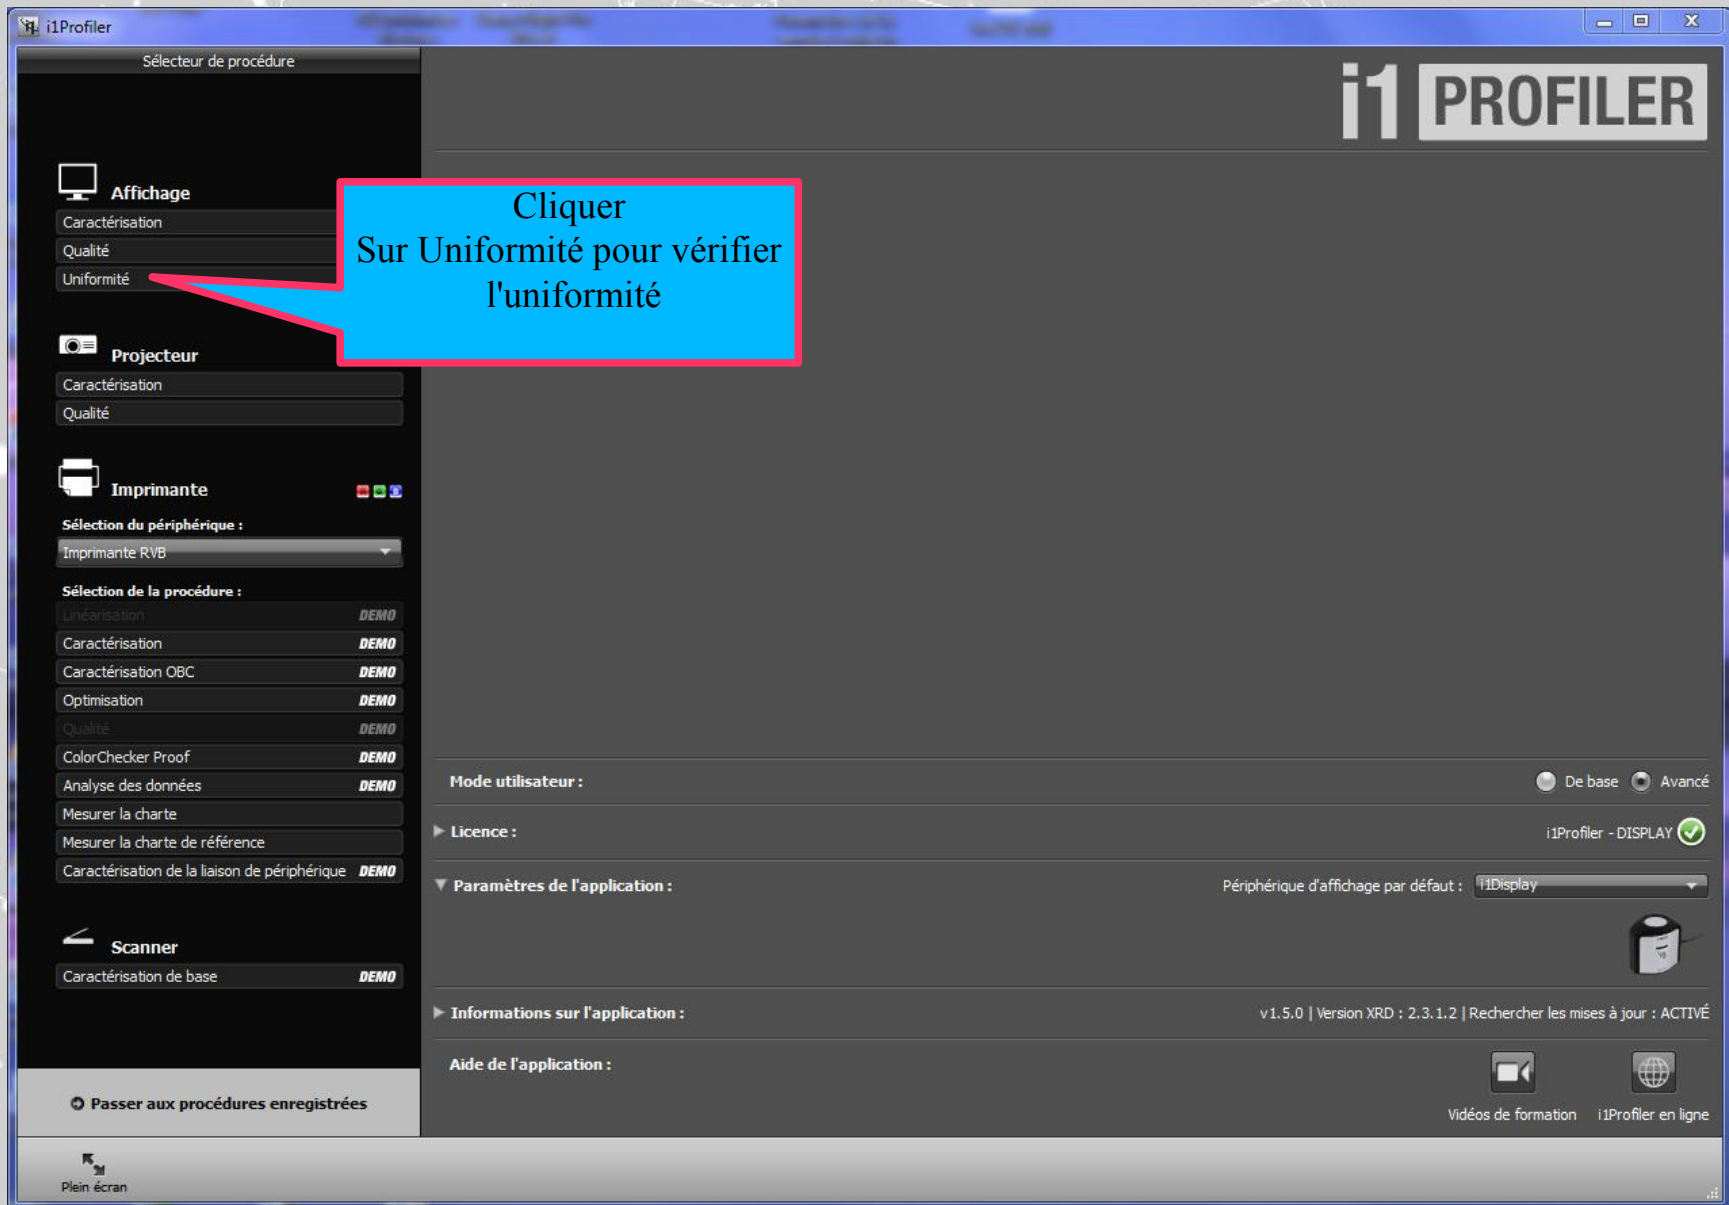 i1Profiler
Sélecteur de procédure
i1 PROFILER
Affichage
Caractérisation
Qualité
Uniformité
Cliquer
Sur Uniformité pour vérifier
l'uniformité
Projecteur
Caractérisation
Qualité
Imprimante
Sélection du périphérique :
Imprimante RVB
Sélection de la procédure :
Linéarisation DEMO
Caractérisation DEMO
Caractérisation OBC DEMO
Optimisation DEMO
Qualité DEMO
ColorChecker Proof DEMO
Analyse des données DEMO
Mesurer la charte
Mesurer la charte de référence
Caractérisation de la liaison de périphérique DEMO
Scanner
Caractérisation de base DEMO
Passer aux procédures enregistrées
Plein écran
Mode utilisateur : De base Avancé
Licence : i1Profiler - DISPLAY
Paramètres de l'application : Périphérique d'affichage par défaut : i1Display
Informations sur l'application : v1.5.0 | Version XRD : 2.3.1.2 | Rechercher les mises à jour : ACTIVÉ
Aide de l'application :
Vidéos de formation i1Profiler en ligne